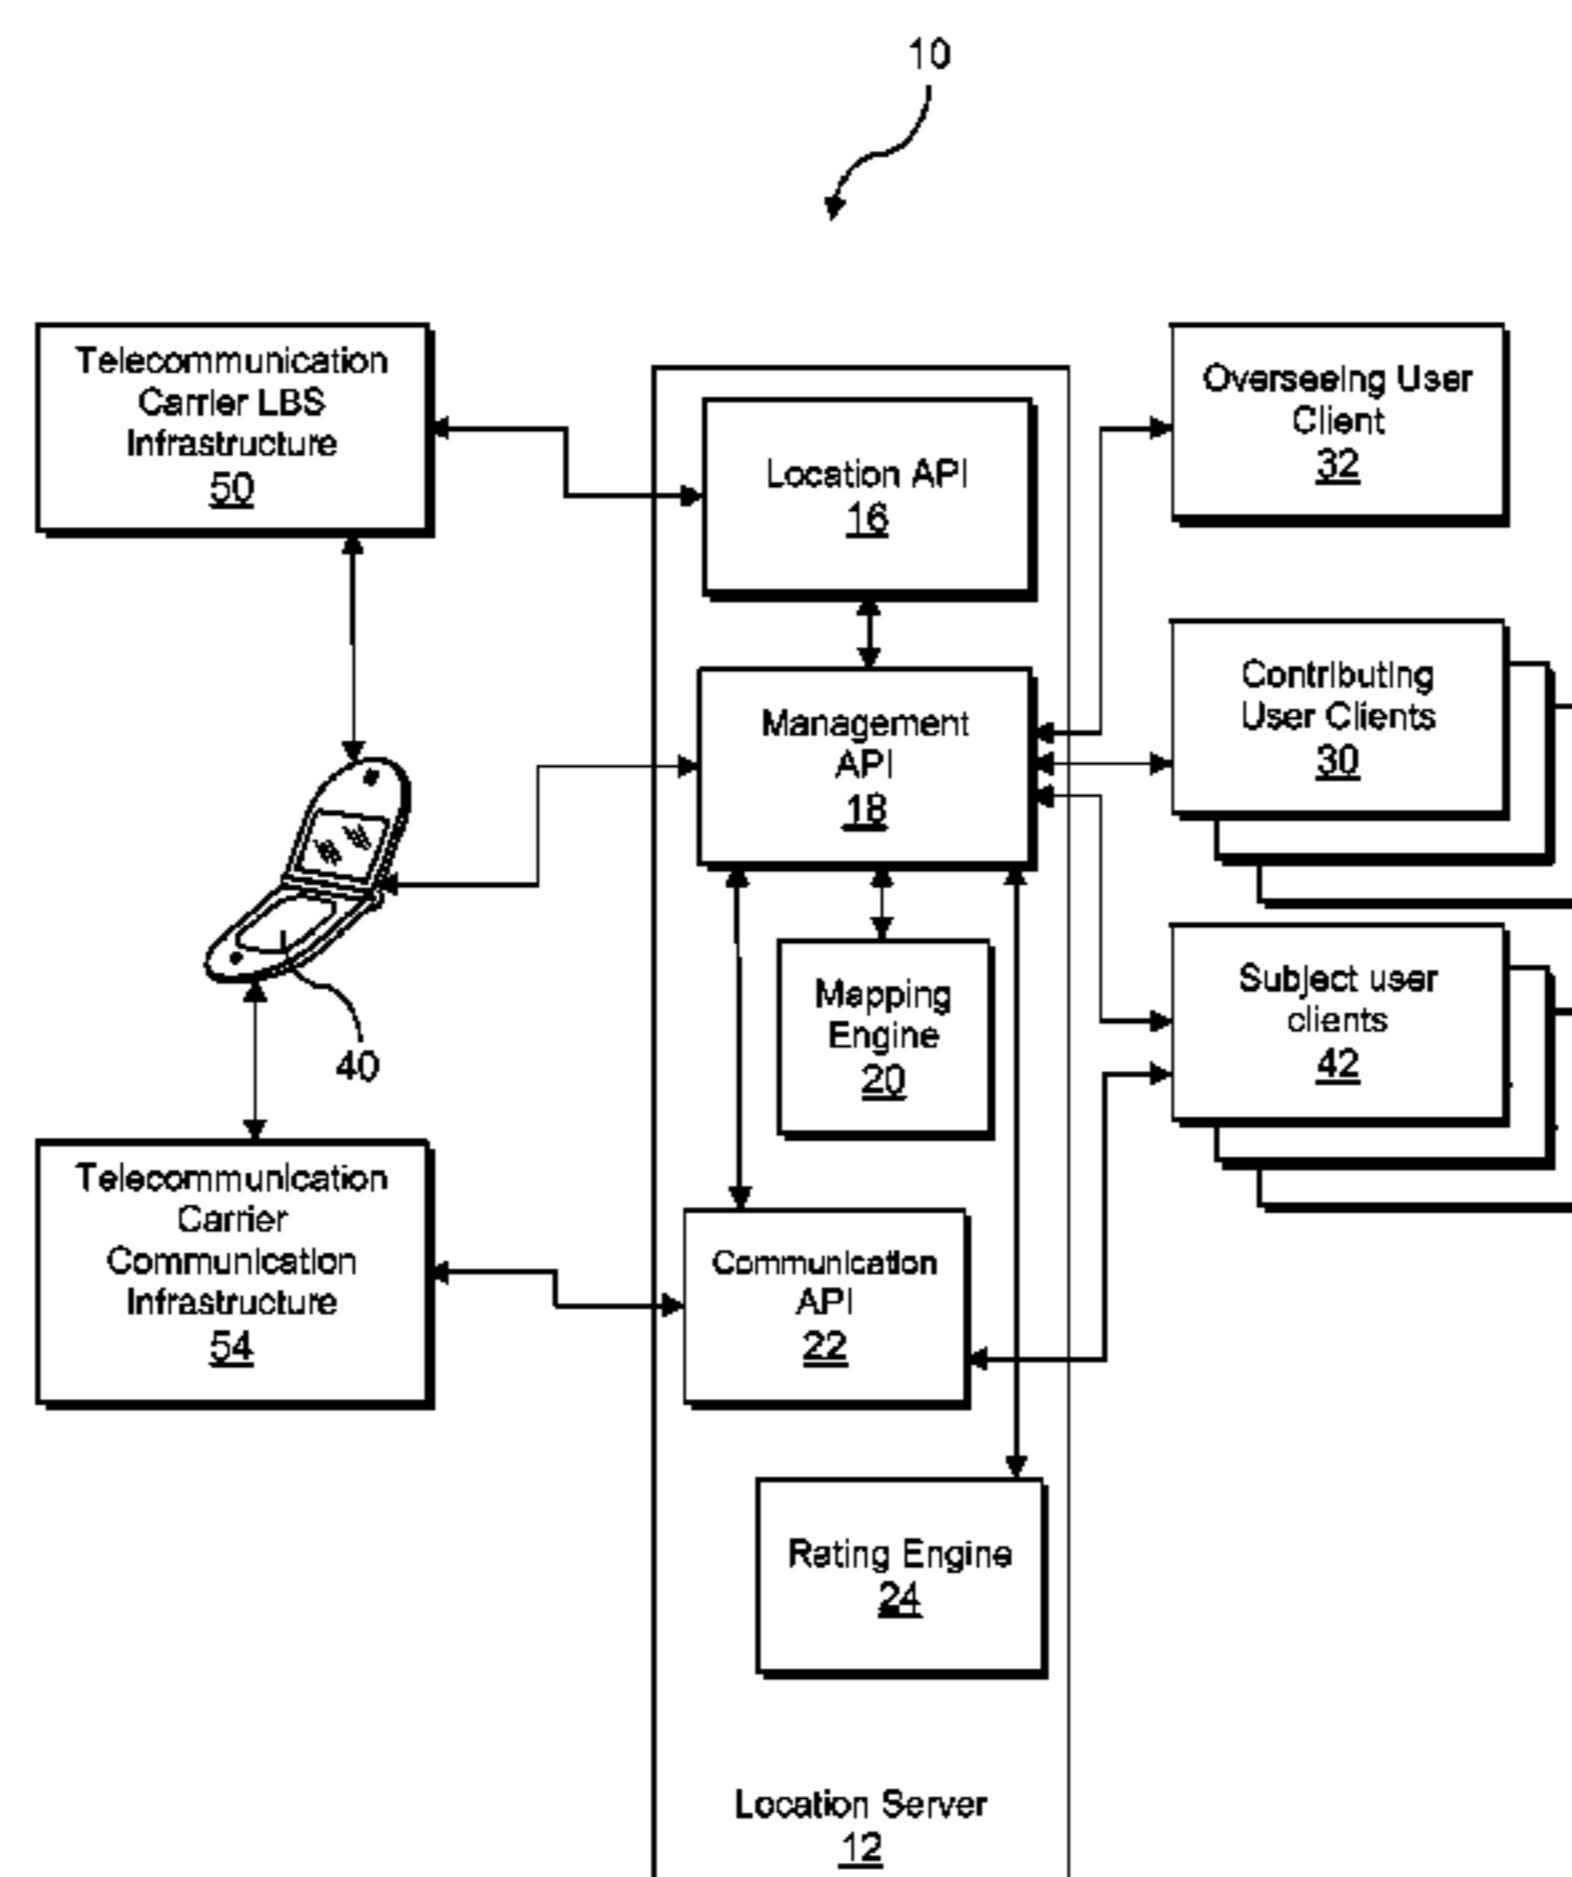 10
Telecommunication
Carrier LBS
Infrastructure
50
Location API
16
Overseeing User
Client
32
Management
API
18
Contributing
User Clients
30
40
Mapping
Engine
20
Subject user
clients
42
Telecommunication
Carrier
Communication
Infrastructure
54
Communication
API
22
Rating Engine
24
Location Server
12